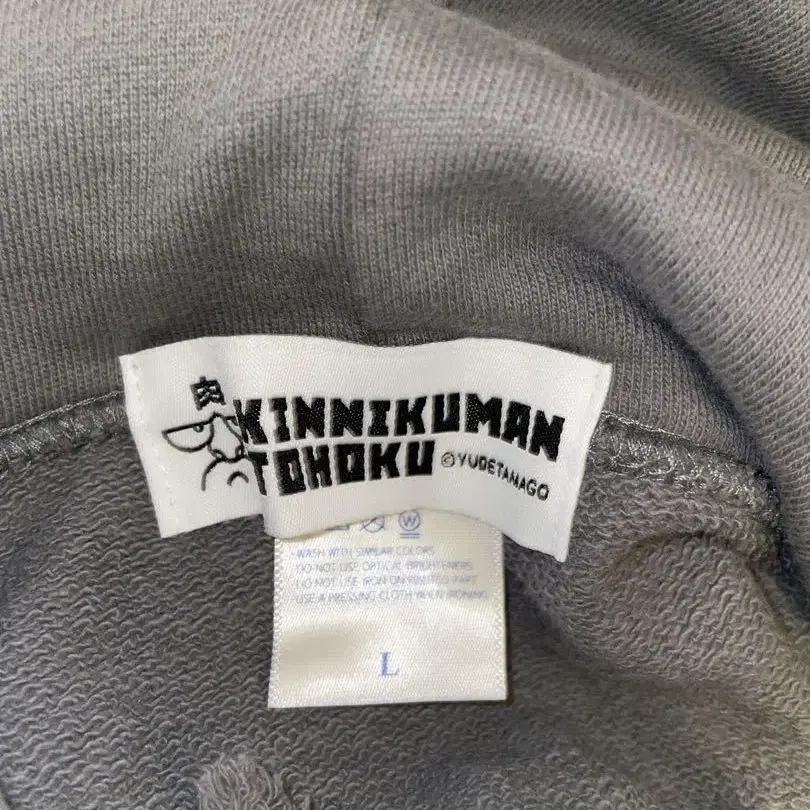 肉
KINNIKUMAN
TOHOKU ©YUDETAMAGO
W
·WASH WITH SIMILAR COLORS
·DO NOT USE OPTICAL BRIGHTENERS
·DO NOT USE IRON ON PRINTED PART
·USE A PRESSING CLOTH WHEN IRONING
L